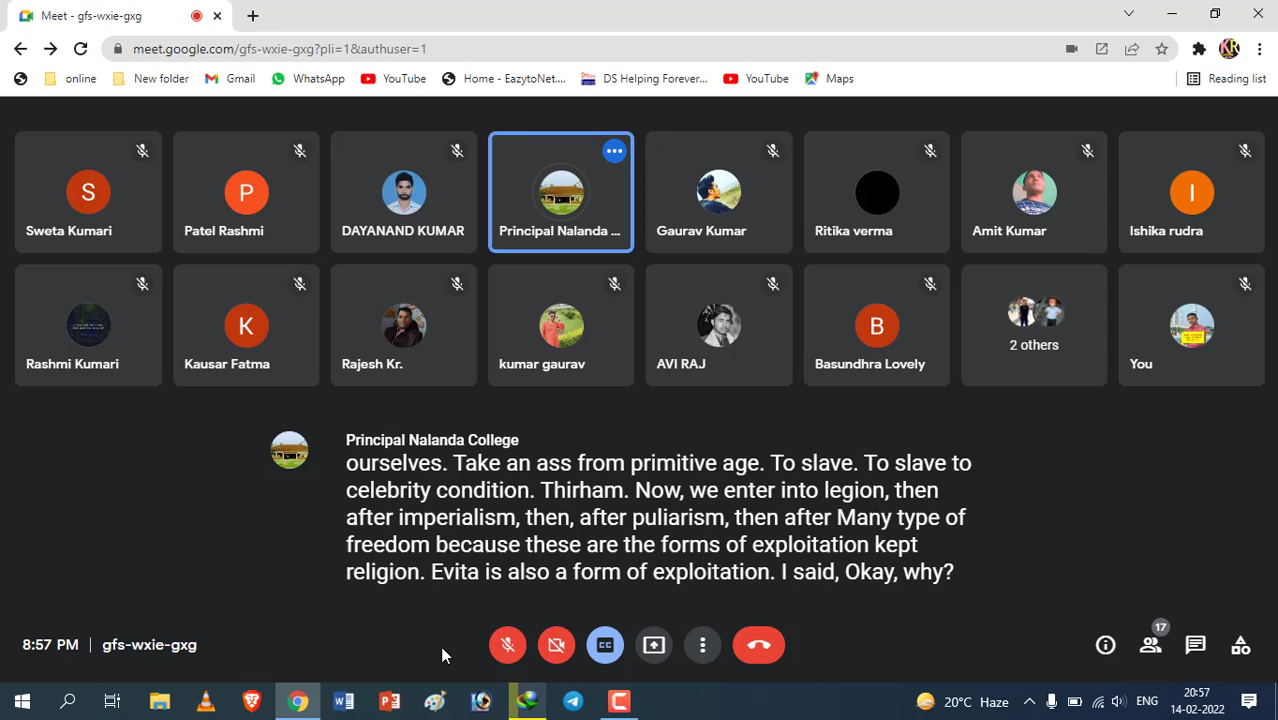 Meet - gfs-wxie-gxg
meet.google.com/gfs-wxie-gxg?pli=1&authuser=1
KR
online
New folder
Gmail
WhatsApp
YouTube
Home - EazytoNet....
DS Helping Forever...
YouTube
Maps
Reading list
S
Sweta Kumari
P
Patel Rashmi
DAYANAND KUMAR
Principal Nalanda ...
Gaurav Kumar
Ritika verma
Amit Kumar
I
Ishika rudra
Rashmi Kumari
K
Kausar Fatma
Rajesh Kr.
kumar gaurav
AVI RAJ
B
Basundhra Lovely
2 others
You
Principal Nalanda College
ourselves. Take an ass from primitive age. To slave. To slave to
celebrity condition. Thirham. Now, we enter into legion, then
after imperialism, then, after puliarism, then after Many type of
freedom because these are the forms of exploitation kept
religion. Evita is also a form of exploitation. I said, Okay, why?
8:57 PM | gfs-wxie-gxg
CC
17
20°C Haze
ENG
20:57
14-02-2022